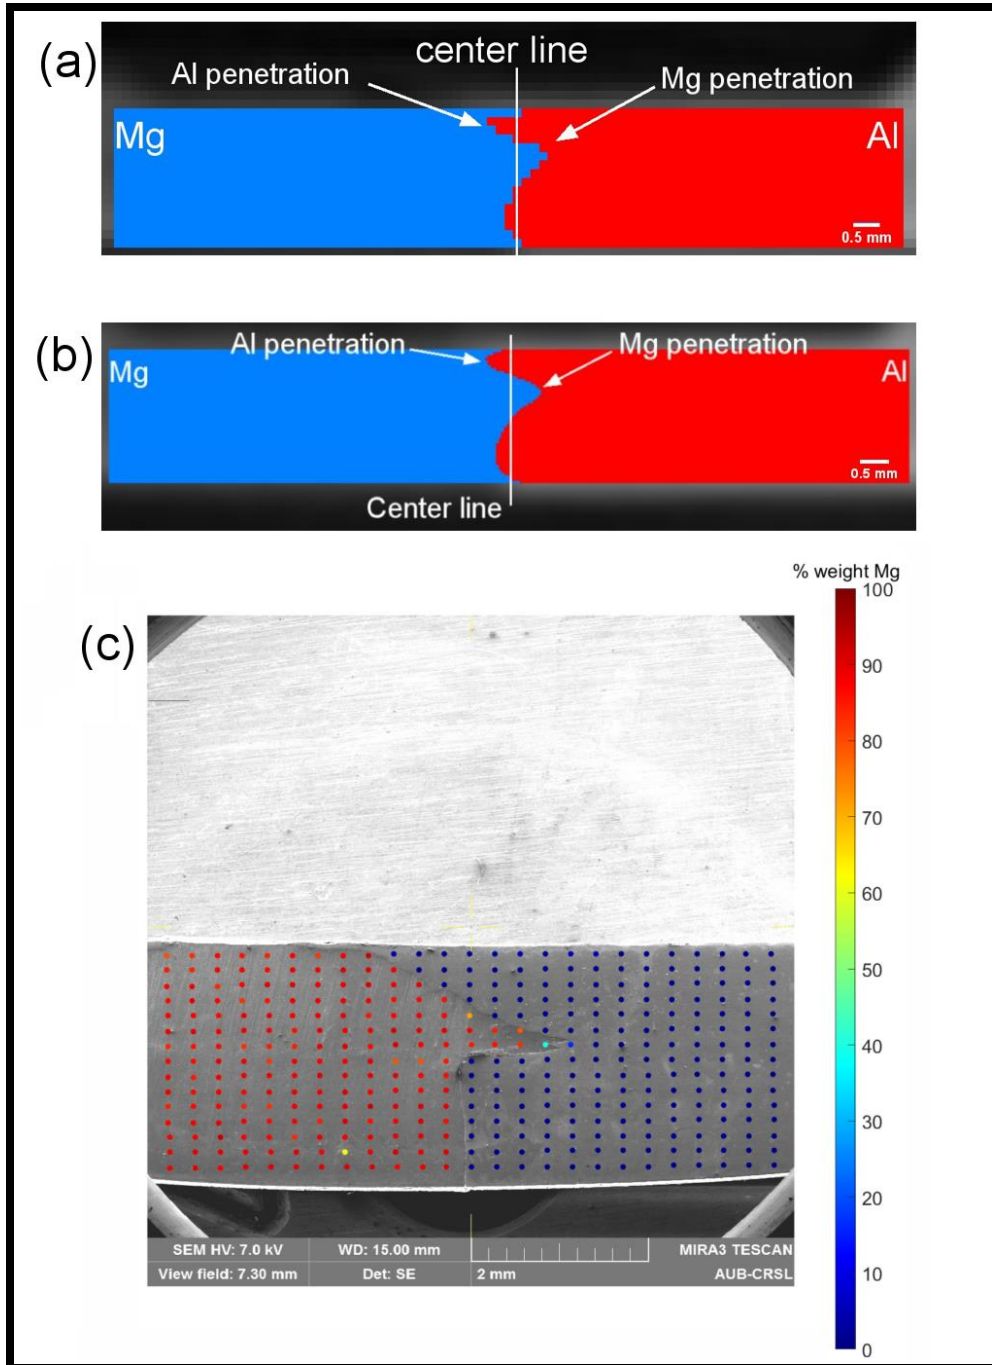 (a)
center line
Al penetration
Mg penetration
Mg
Al
0.5 mm
(b)
Al penetration
Mg penetration
Mg
Al
0.5 mm
Center line
% weight Mg
(c)
100
90
80
70
60
50
40
30
20
10
0
SEM HV: 7.0 kV
WD: 15.00 mm
MIRA3 TESCAN
View field: 7.30 mm
Det: SE
2 mm
AUB-CRSL